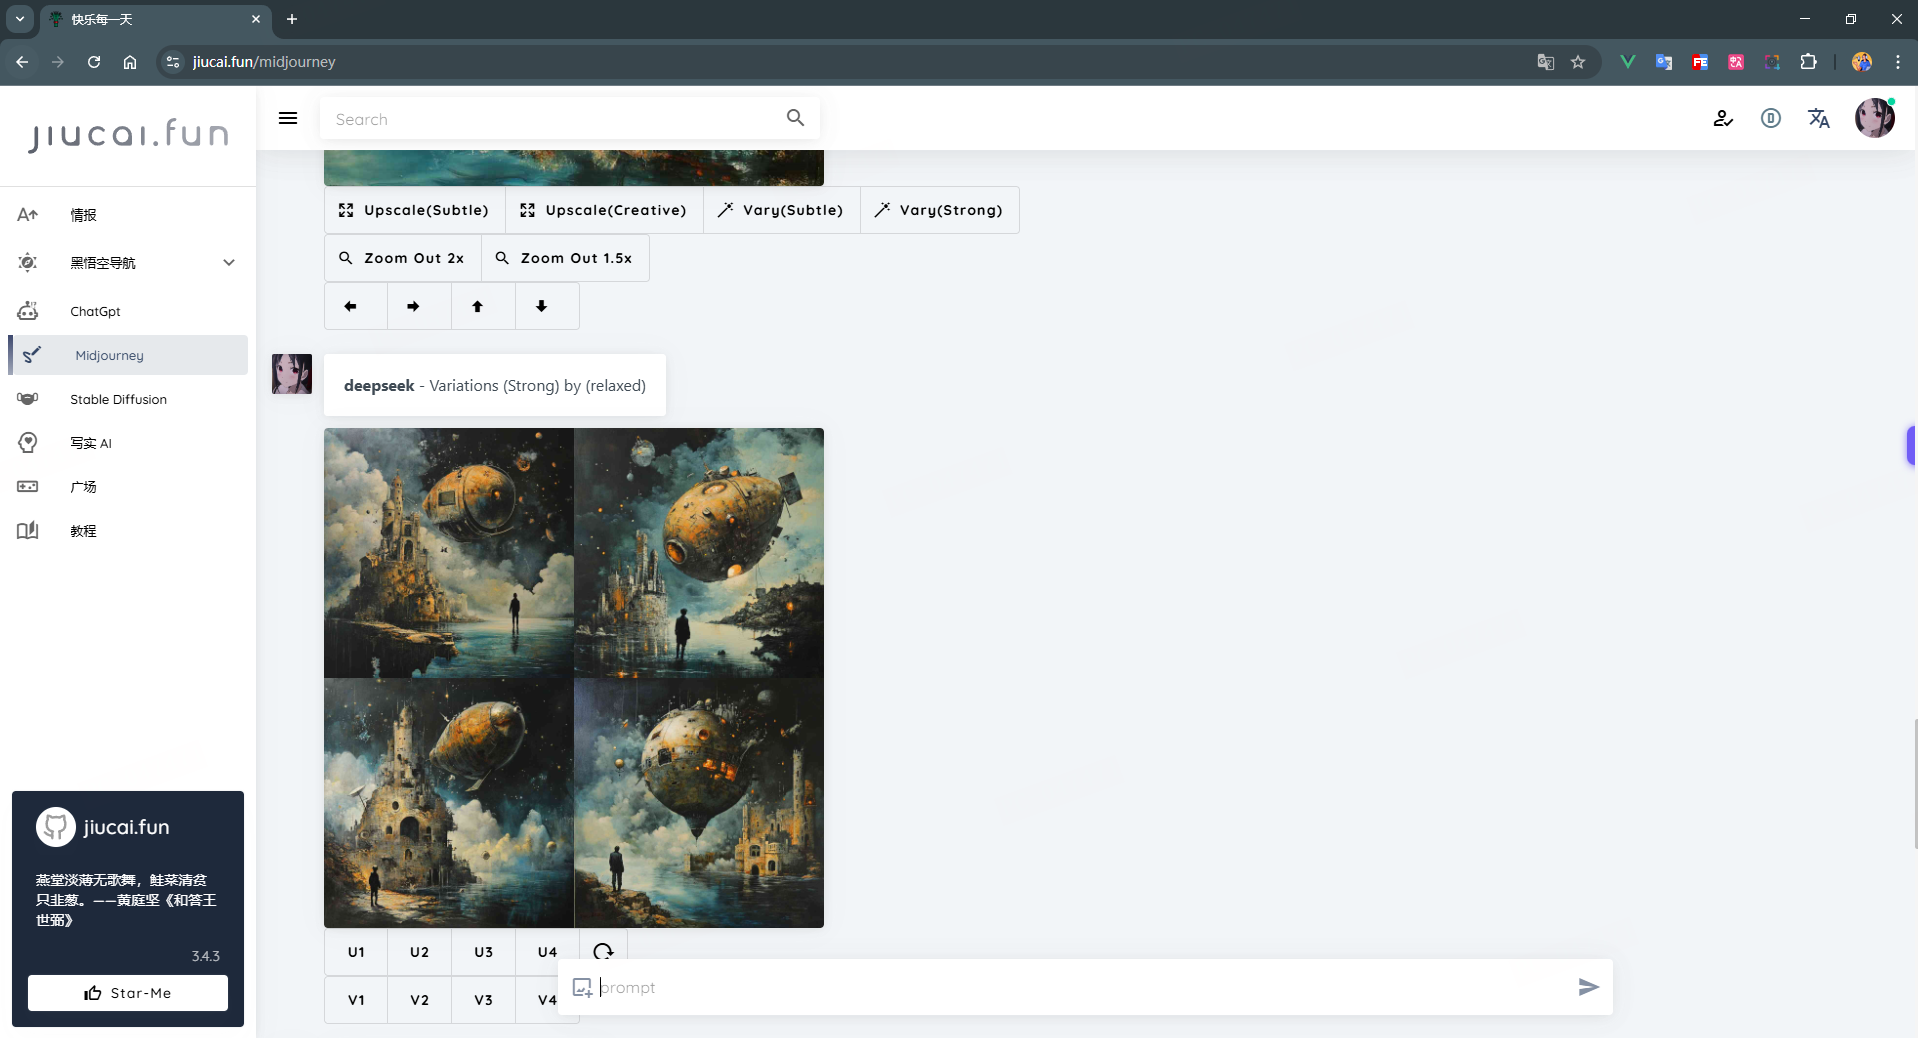 快乐每一天
jiucai.fun/midjourney
jiucai.fun
Search
情报
黑悟空导航
ChatGpt
Midjourney
Stable Diffusion
写实 AI
广场
教程
jiucai.fun
燕堂淡薄无歌舞，鲑菜清贫
只韭葱。——黄庭坚《和答王
世弼》
3.4.3
Star-Me
Upscale(Subtle)
Upscale(Creative)
Vary(Subtle)
Vary(Strong)
Zoom Out 2x
Zoom Out 1.5x
deepseek - Variations (Strong) by (relaxed)
U1
U2
U3
U4
V1
V2
V3
V4
prompt